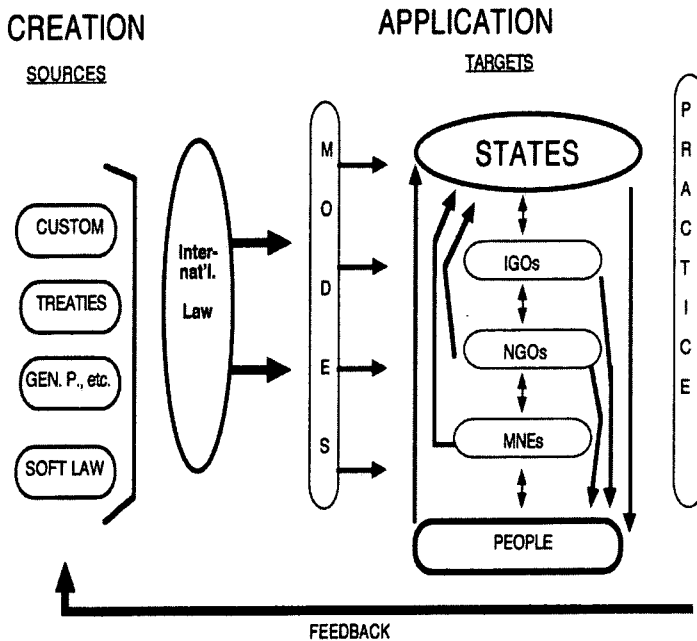 CREATION
SOURCES
CUSTOM
TREATIES
GEN. P., etc.
SOFT LAW
Inter-
nat'l.
Law
M
O
D
E
S
APPLICATION
TARGETS
STATES
IGOs
NGOs
MNEs
PEOPLE
P
R
A
C
T
I
C
E
FEEDBACK